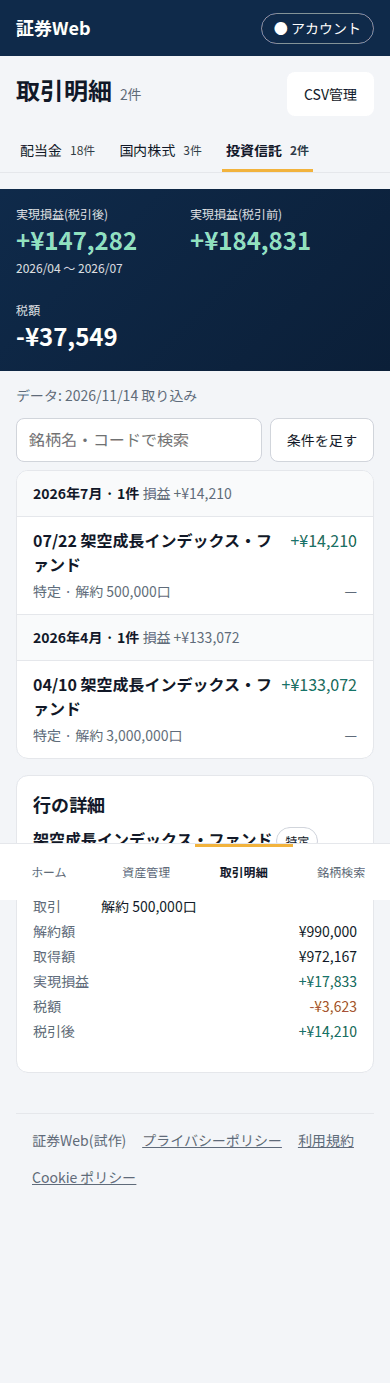 証券Web
アカウント
取引明細 2件
CSV管理
配当金 18件 国内株式 3件 投資信託 2件
実現損益(税引後)
+¥147,282
2026/04 〜 2026/07
実現損益(税引前)
+¥184,831
税額
-¥37,549
データ: 2026/11/14 取り込み
銘柄名・コードで検索
条件を足す
2026年7月・1件 損益 +¥14,210
07/22 架空成長インデックス・フ
ァンド
+¥14,210
特定・解約 500,000口 —
2026年4月・1件 損益 +¥133,072
04/10 架空成長インデックス・フ
ァンド
+¥133,072
特定・解約 3,000,000口 —
行の詳細
架空成長インデックス・ファンド 特定
ホーム 資産管理 取引明細 銘柄検索
取引 解約 500,000口
解約額 ¥990,000
取得額 ¥972,167
実現損益 +¥17,833
税額 -¥3,623
税引後 +¥14,210
証券Web(試作) プライバシーポリシー 利用規約
Cookie ポリシー